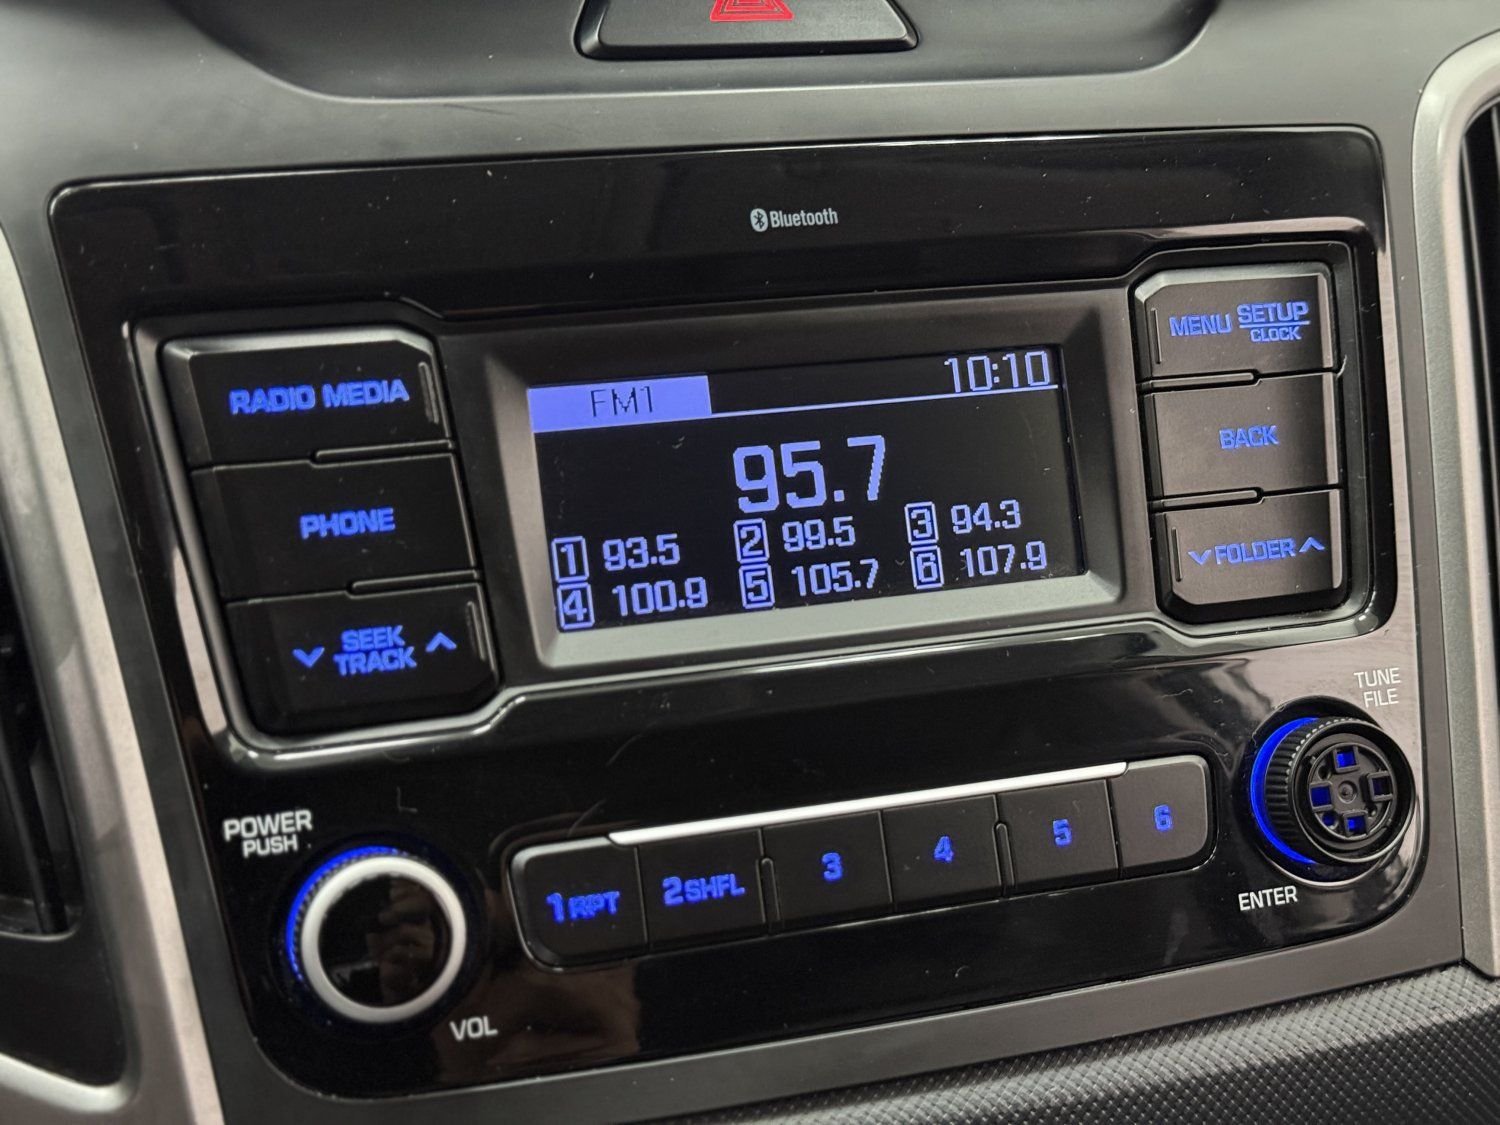 Bluetooth
RADIO MEDIA
PHONE
SEEK
TRACK
FM1 10:10
95.7
1 93.5 2 99.5 3 94.3
4 100.9 5 105.7 6 107.9
MENU SETUP
CLOCK
BACK
FOLDER
TUNE
FILE
POWER
PUSH
VOL
1 RPT 2 SHFL 3 4 5 6
ENTER